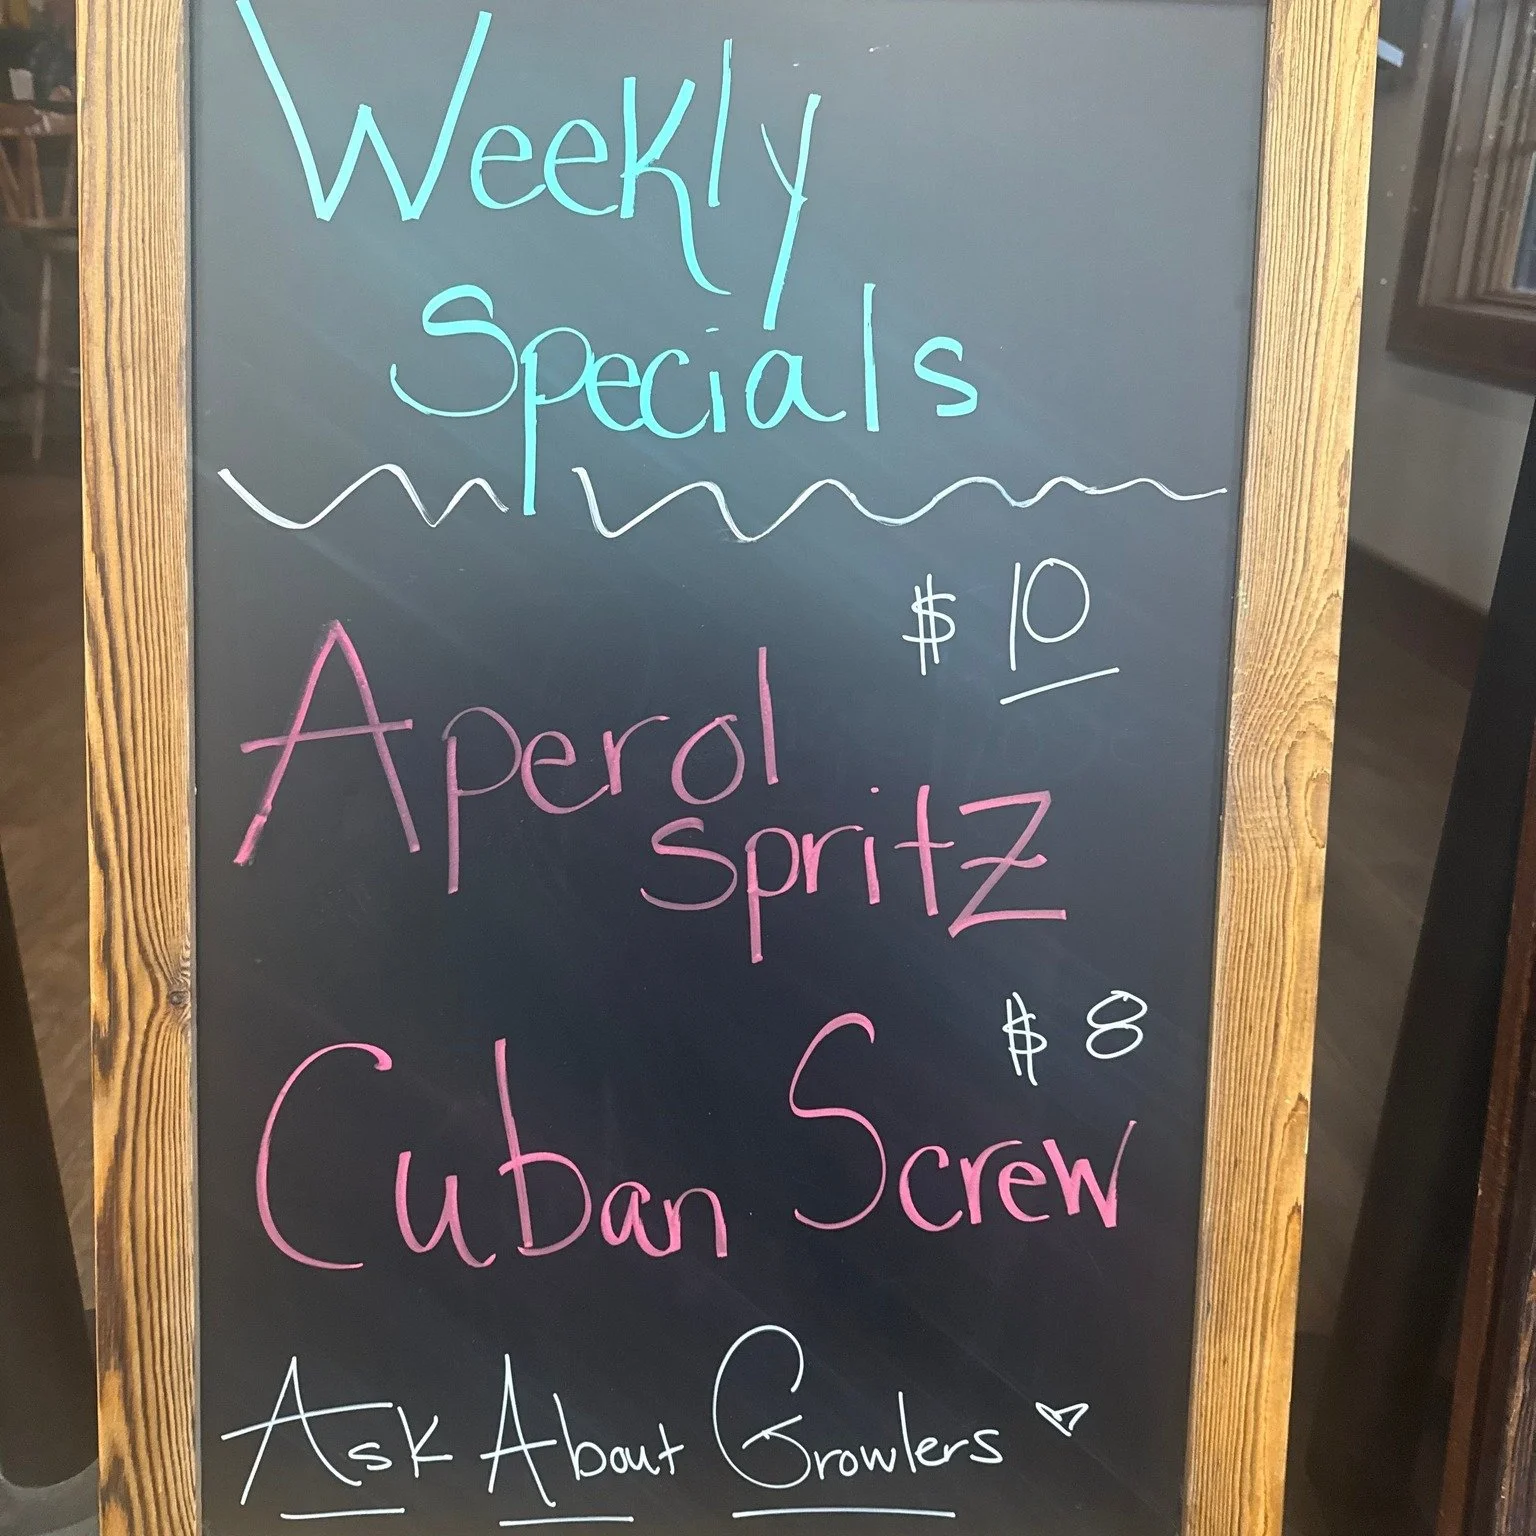 Weekly
Specials
$ 10
Aperol
spritz
$ 8
Cuban Screw
Ask About Growlers